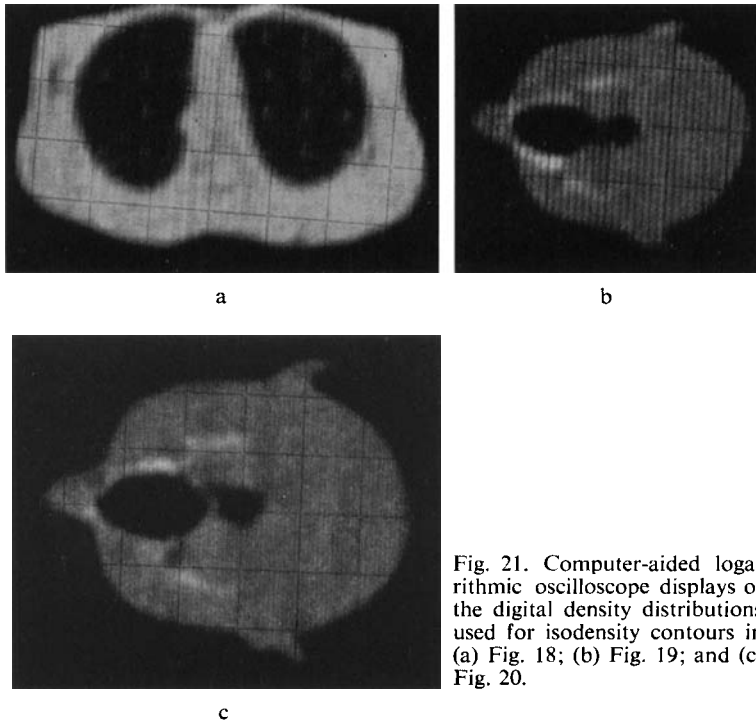 a
b
Fig. 21. Computer-aided loga
rithmic oscilloscope displays o
the digital density distributions
used for isodensity contours in
(a) Fig. 18; (b) Fig. 19; and (c
Fig. 20.
c